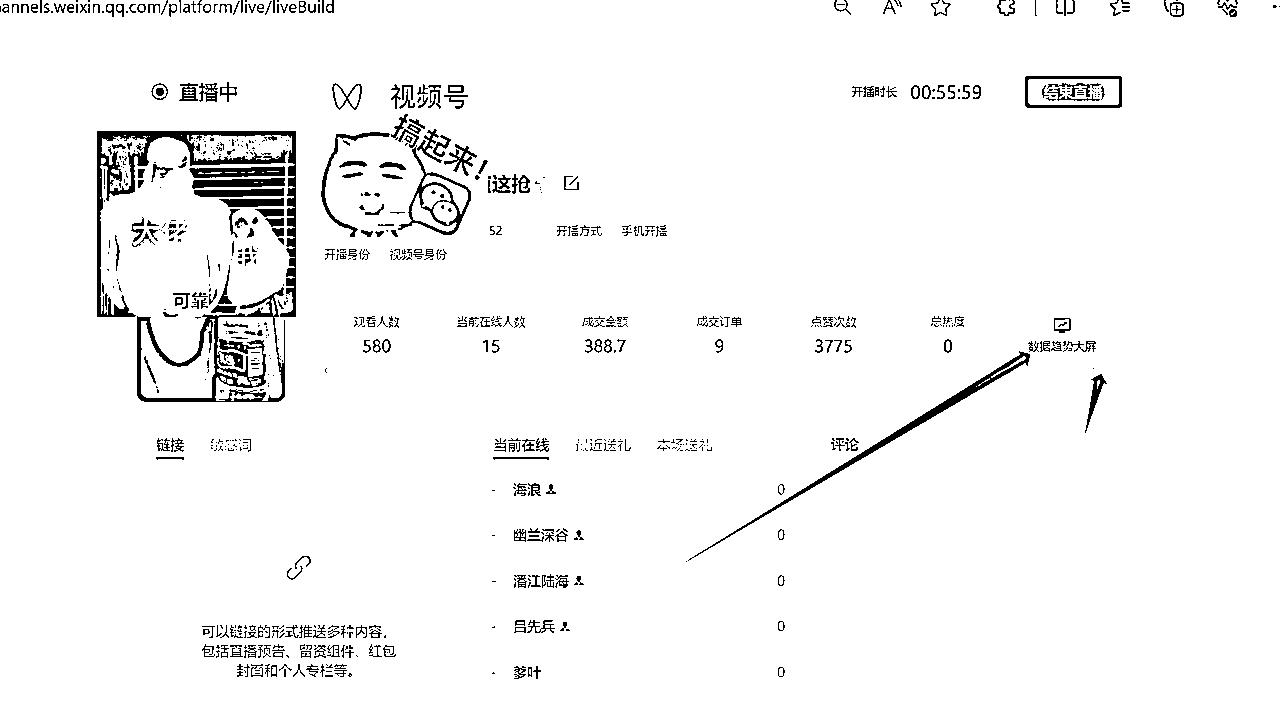 annels.weixin.qq.com/platform/live/liveBuild
直播中
视频号
开播时长 00:55:59
结束直播
搞起来!
这抢
大
可靠
52
开播方式 手机开播
开播身份 视频号身份
观看人数 当前在线人数 成交金额 成交订单 点赞次数 总热度
580 15 388.7 9 3775 0
数据趋势大屏
链接 敏感词
当前在线 最近送礼 本场送礼
评论
- 海浪 0
- 幽兰深谷 0
- 潘江陆海 0
- 吕先兵 0
- 爹叶 0
可以链接的形式推送多种内容,
包括直播预告、留资组件、红包
封面和个人专栏等。